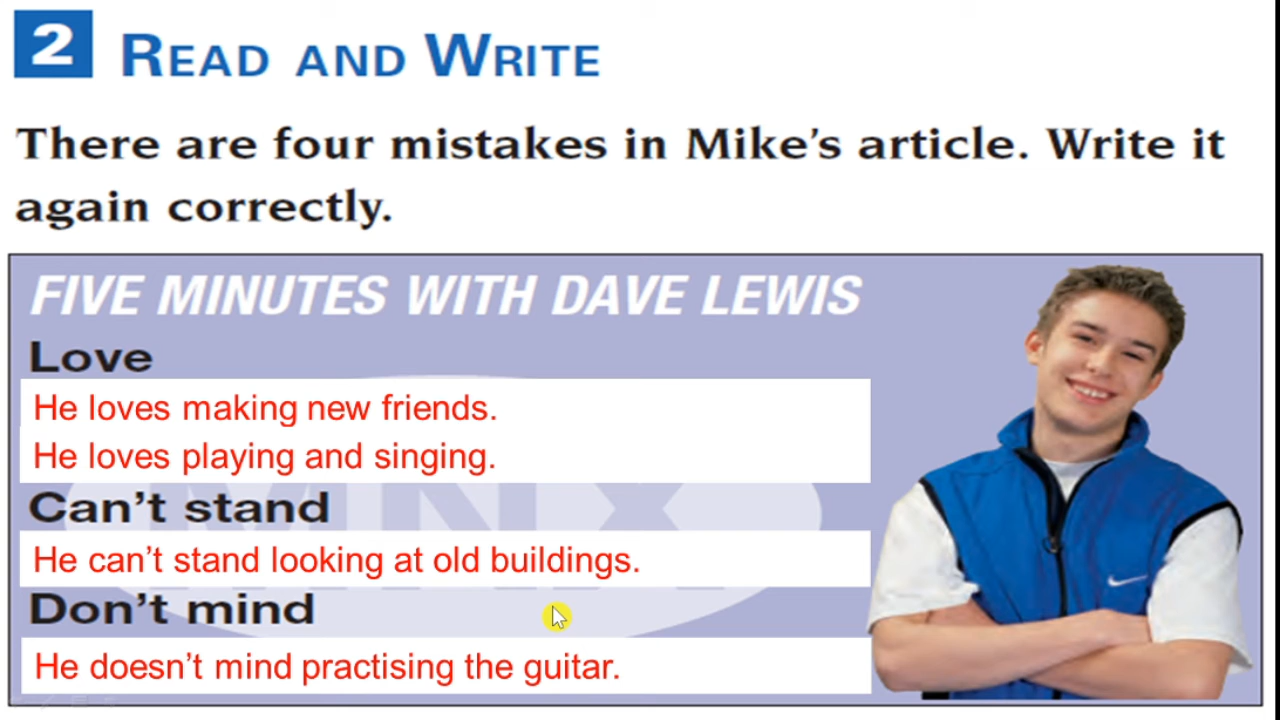 2 READ AND WRITE
There are four mistakes in Mike's article. Write it
again correctly.
FIVE MINUTES WITH DAVE LEWIS
Love
He loves making new friends.
He loves playing and singing.
Can't stand
He can't stand looking at old buildings.
Don't mind
He doesn't mind practising the guitar.